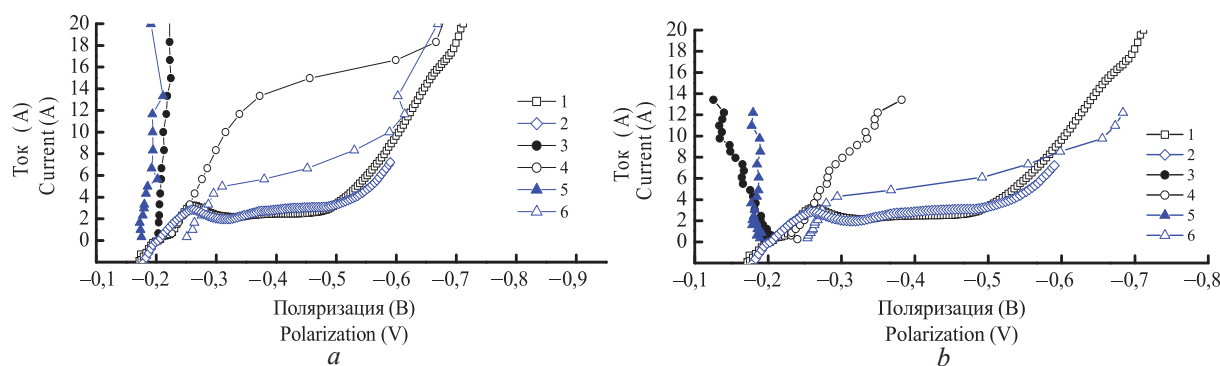 20
18
16
14
12
10
8
6
4
2
0
Ток (А)
Current (A)
1
2
3
4
5
6
–0,1 –0,2 –0,3 –0,4 –0,5 –0,6 –0,7 –0,8 –0,9
Поляризация (В)
Polarization (V)
a
20
18
16
14
12
10
8
6
4
2
0
Ток (А)
Current (A)
1
2
3
4
5
6
–0,1 –0,2 –0,3 –0,4 –0,5 –0,6 –0,7 –0,8
Поляризация (В)
Polarization (V)
b